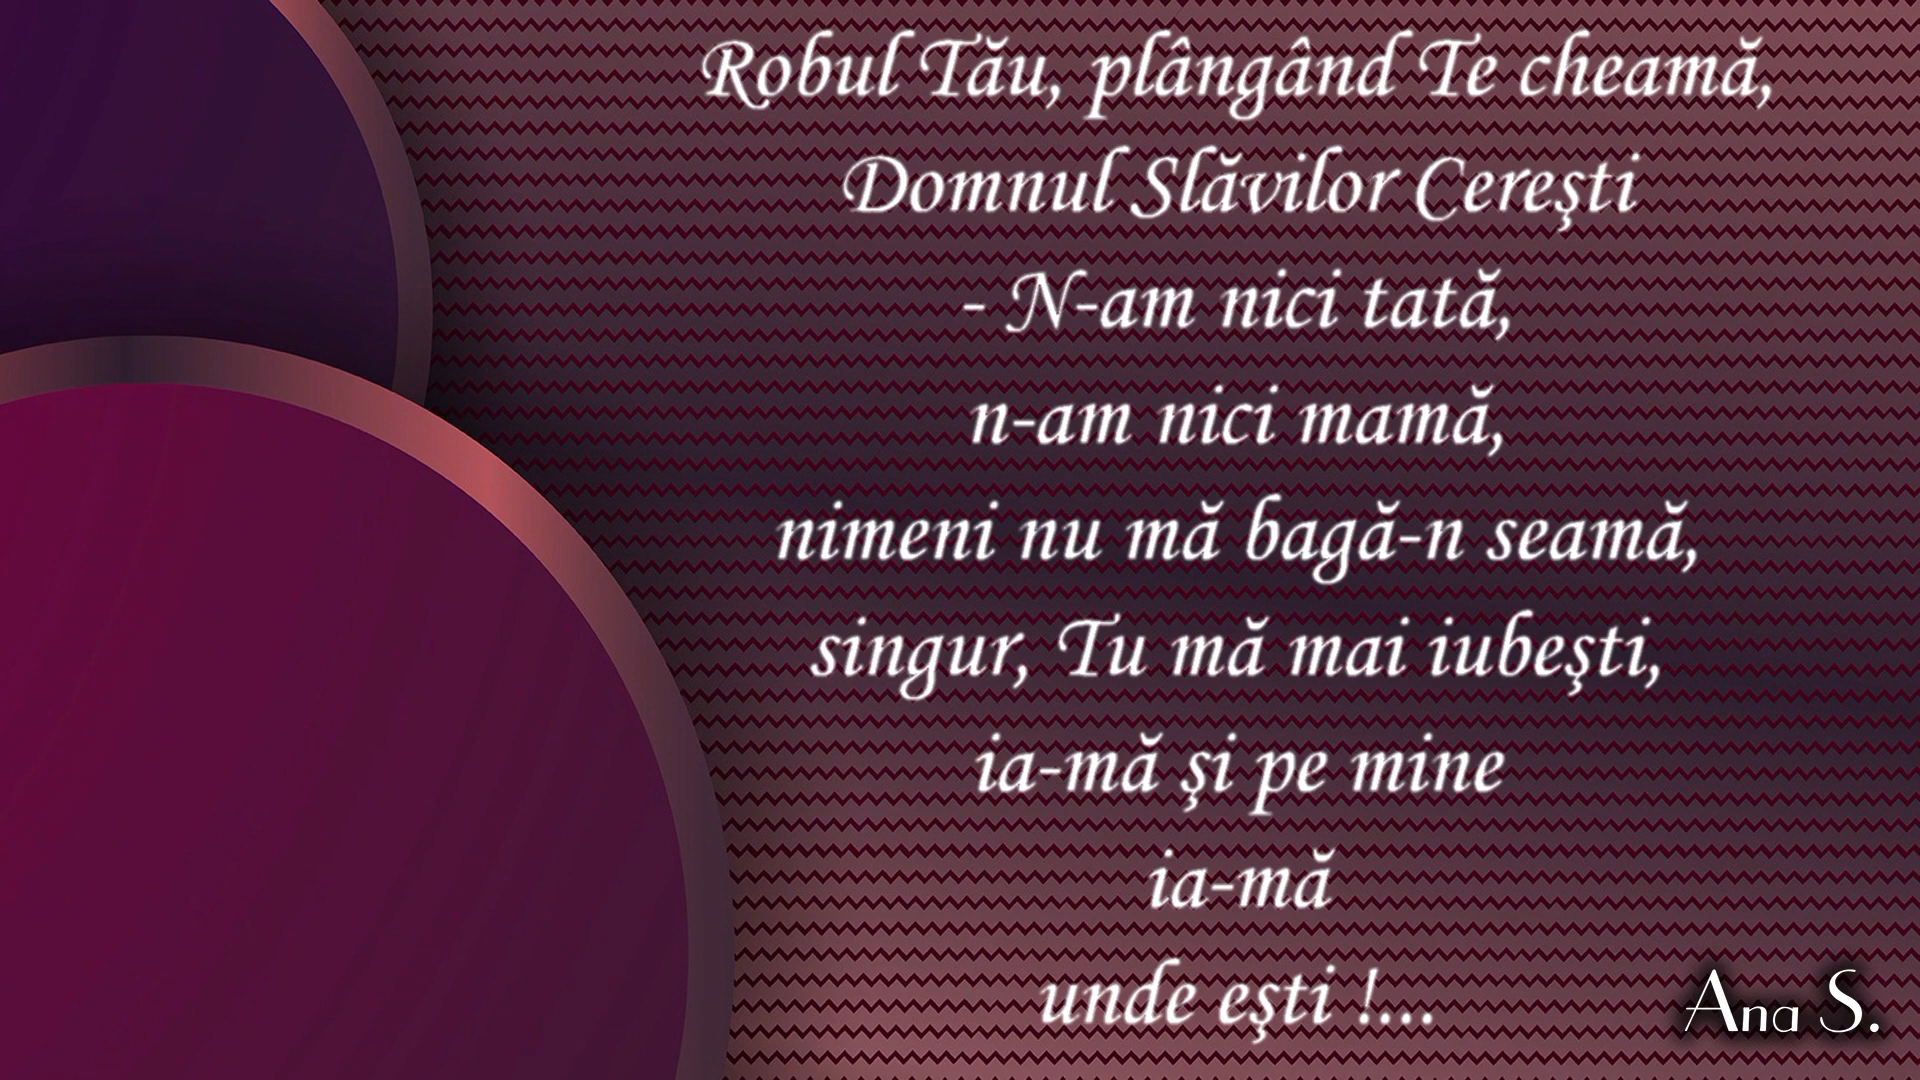 Robul Tău, plângând Te cheamă,
Domnul Slăvilor Cereşti
- N-am nici tată,
n-am nici mamă,
nimeni nu mă bagă-n seamă,
singur, Tu mă mai iubeşti,
ia-mă şi pe mine
ia-mă
unde eşti !...
Ana S.